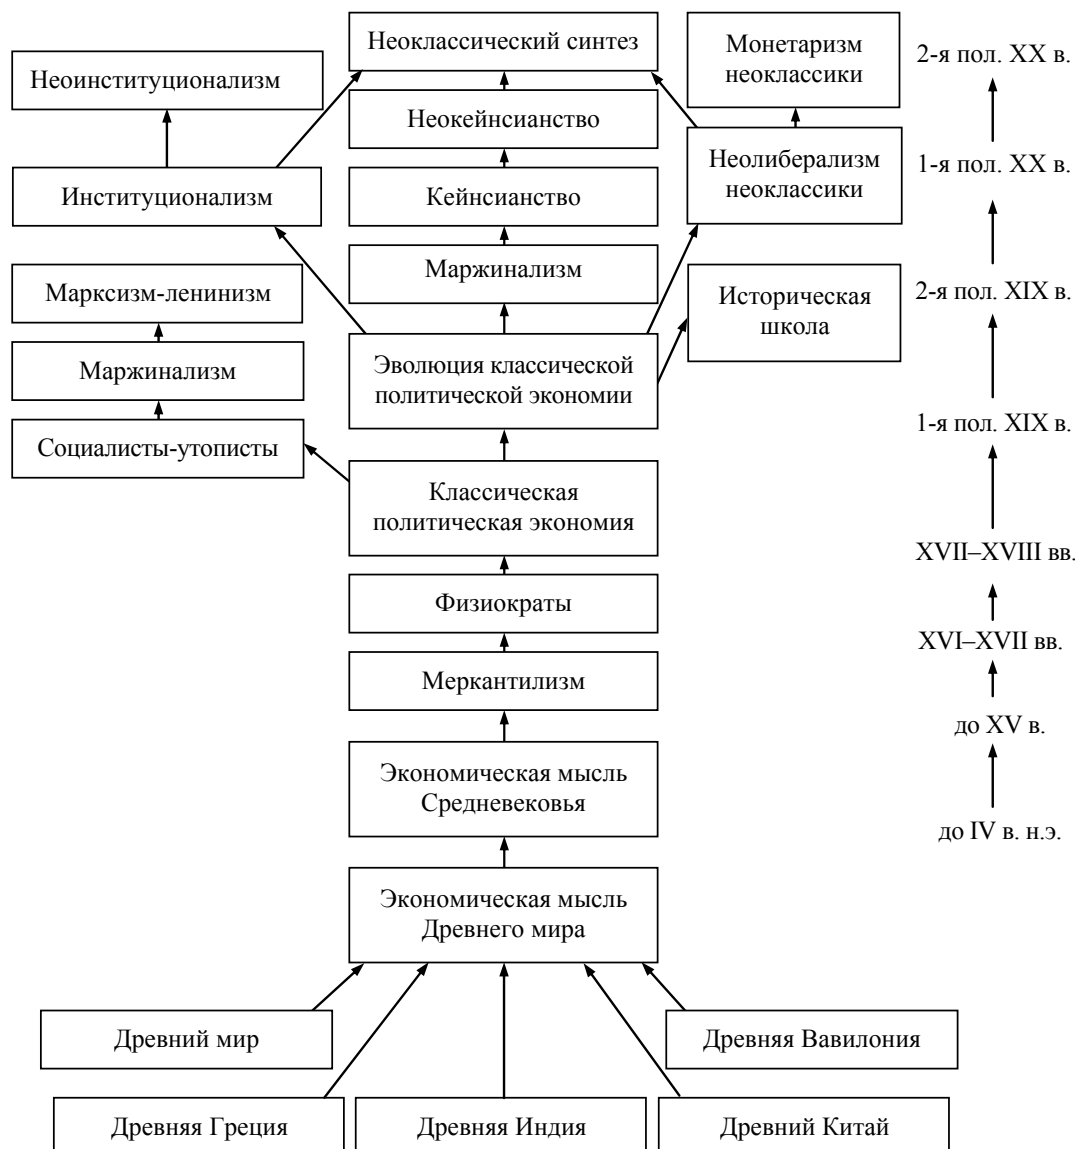 Неоклассический синтез
Монетаризм
неоклассики
2-я пол. XX в.
Неоинституционализм
Неокейнсианство
Неолиберализм
неоклассики
1-я пол. XX в.
Институционализм
Кейнсианство
Маржинализм
Марксизм-ленинизм
Историческая
школа
2-я пол. XIX в.
Маржинализм
Эволюция классической
политической экономии
1-я пол. XIX в.
Социалисты-утописты
Классическая
политическая экономия
XVII–XVIII вв.
Физиократы
XVI–XVII вв.
Меркантилизм
до XV в.
Экономическая мысль
Средневековья
до IV в. н.э.
Экономическая мысль
Древнего мира
Древний мир
Древняя Вавилония
Древняя Греция
Древняя Индия
Древний Китай